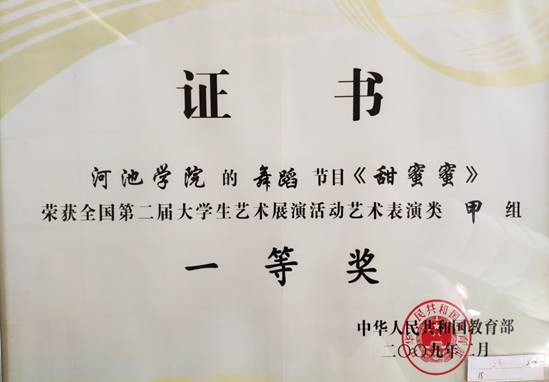 证书
河池学院的舞蹈节目《甜蜜蜜》
荣获全国第二届大学生艺术展演活动艺术表演类甲组
一等奖
中华人民共和国教育部
二〇〇九年二月